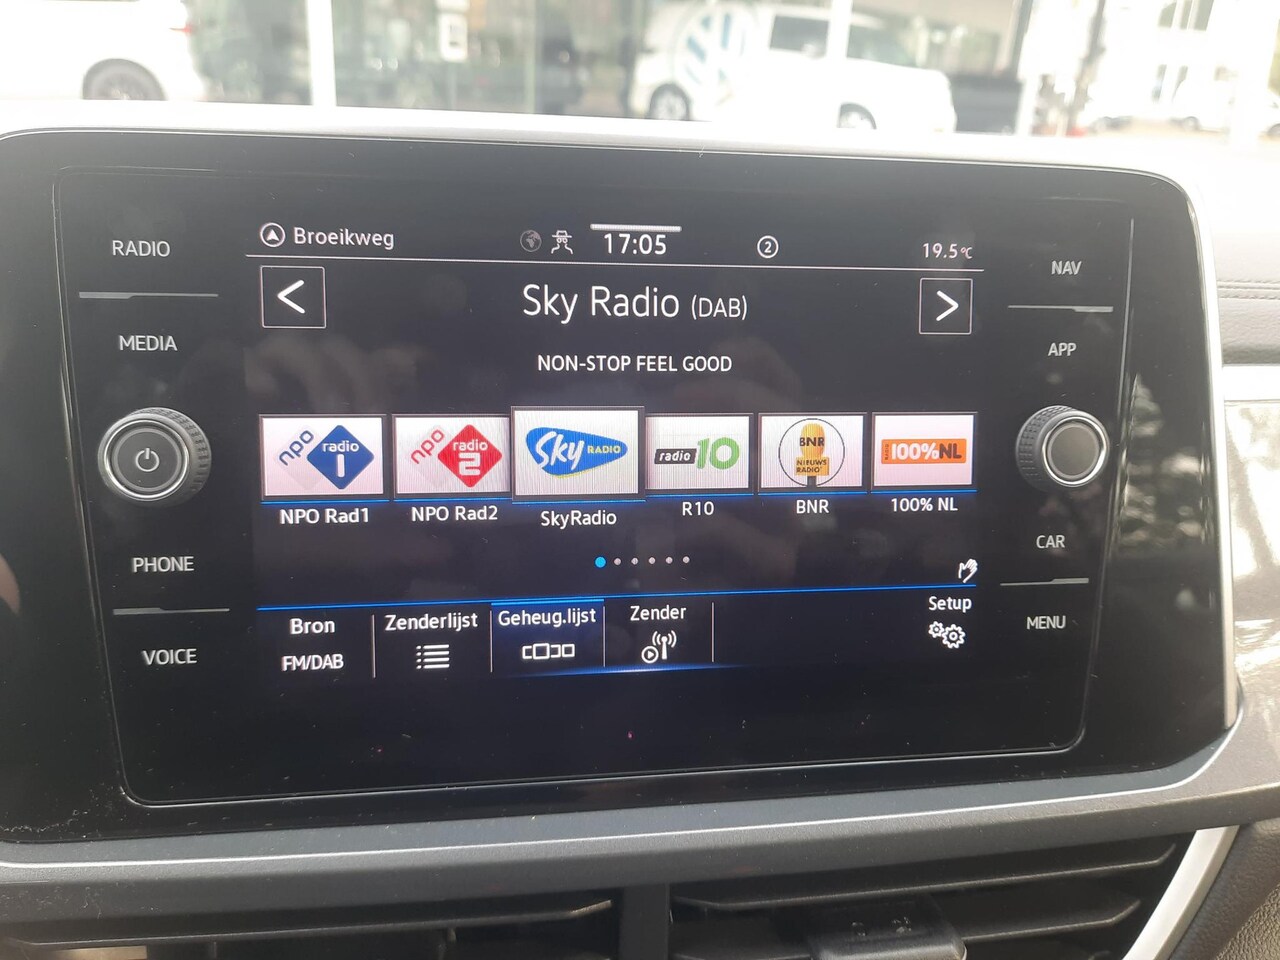 RADIO
MEDIA
PHONE
VOICE
Broeikweg
17:05
2
19.5°C
Sky Radio (DAB)
NON-STOP FEEL GOOD
npo radio 1
npo radio 2
Sky RADIO
radio 10
BNR NIEUWS RADIO
100%NL
NPO Rad1
NPO Rad2
SkyRadio
R10
BNR
100% NL
Bron
FM/DAB
Zenderlijst
Geheug.lijst
Zender
Setup
NAV
APP
CAR
MENU